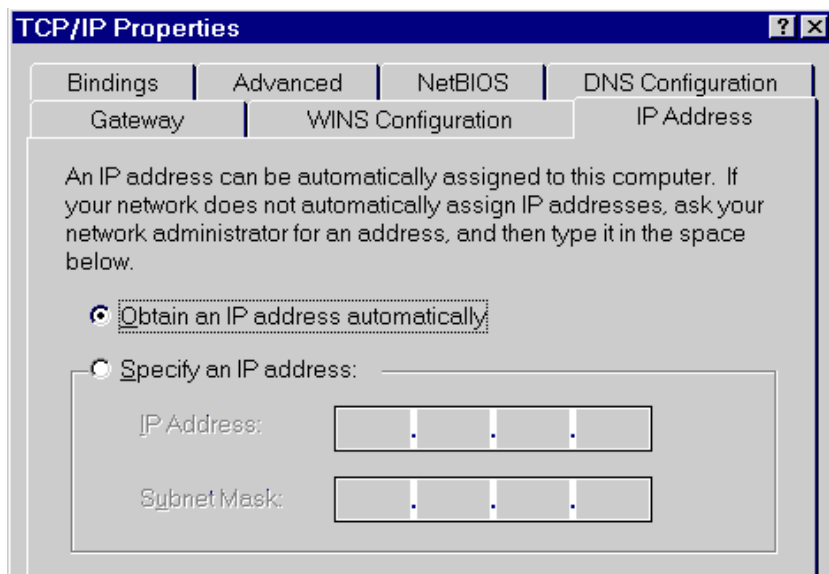 TCP/IP Properties
Bindings Advanced NetBIOS DNS Configuration
Gateway WINS Configuration IP Address
An IP address can be automatically assigned to this computer. If
your network does not automatically assign IP addresses, ask your
network administrator for an address, and then type it in the space
below.
Obtain an IP address automatically
Specify an IP address:
IP Address:
Subnet Mask: